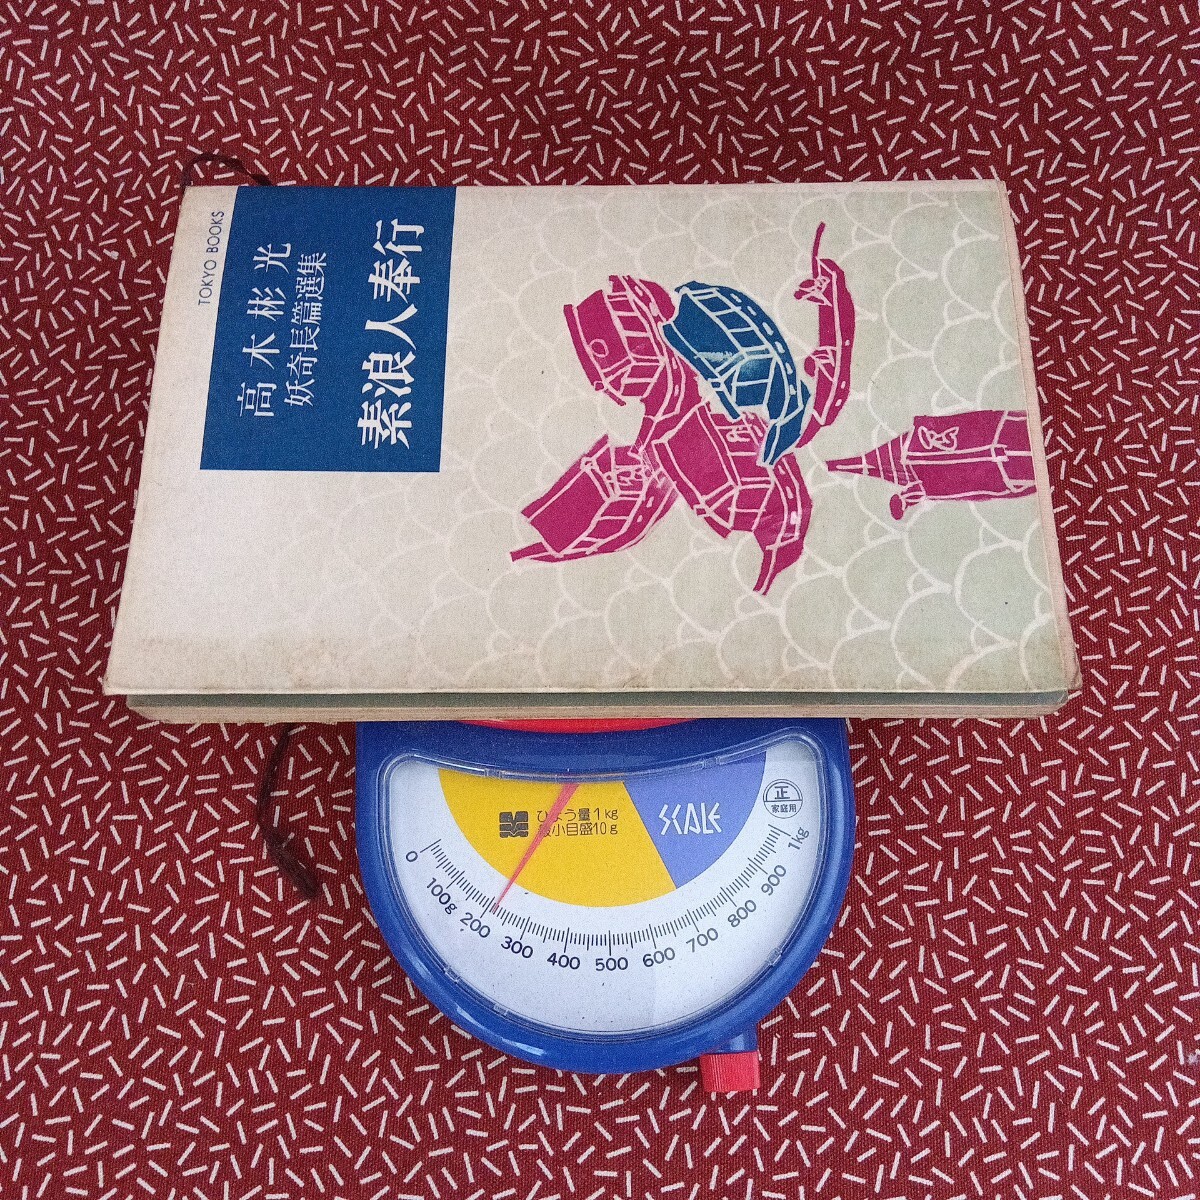 TOKYO BOOKS
高木彬光
妖奇長篇選集
素浪人奉行
ひょう量1kg
最小目盛10g
SCALE
正
家庭用
0
100g
200
300
400
500
600
700
800
900
1kg